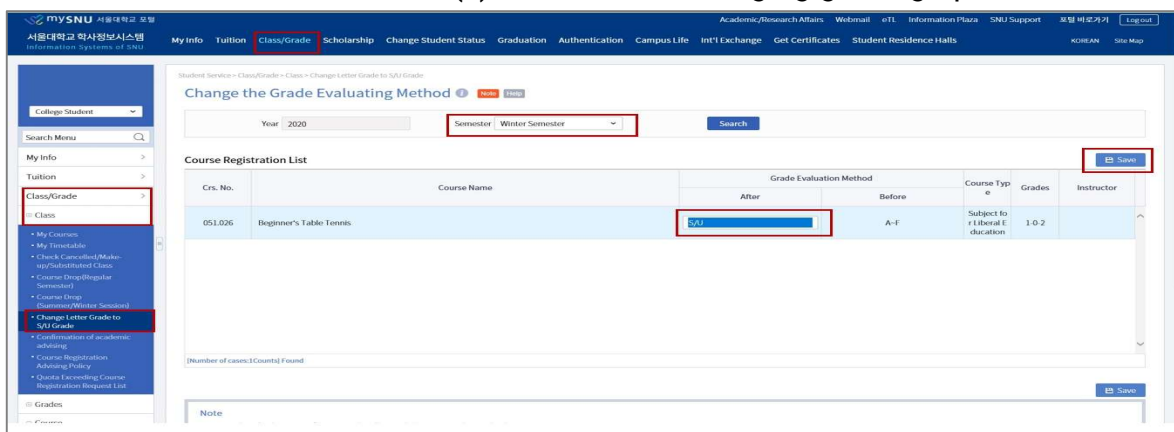 mySNU 서울대학교 포털
Academic/Research Affairs Webmail eTL Information Plaza SNU Support 포털 바로가기 Logout
서울대학교 학사정보시스템
Information Systems of SNU
My Info Tuition Class/Grade Scholarship Change Student Status Graduation Authentication Campus Life Int'l Exchange Get Certificates Student Residence Halls
KOREAN Site Map
Student Service > Class/Grade > Class > Change Letter Grade to S/U Grade
Change the Grade Evaluating Method Note Help
College Student
Year 2020 Semester Winter Semester Search
Search Menu
My Info
Tuition
Class/Grade
Class
• My Courses
• My Timetable
• Check Cancelled/Make-
up/Substituted Class
• Course Drop(Regular
Semester)
• Course Drop
(Summer/Winter Session)
• Change Letter Grade to
S/U Grade
• Confirmation of academic
advising
• Course Registration
Advising Policy
• Quota Exceeding Course
Registration Request List
Grades
Course Registration List Save
Crs. No. Course Name Grade Evaluation Method Course Typ
e Grades Instructor
After Before
051.026 Beginner's Table Tennis S/U A~F Subject fo
r Liberal E
ducation 1-0-2
[Number of cases:1Counts] Found
Save
Note